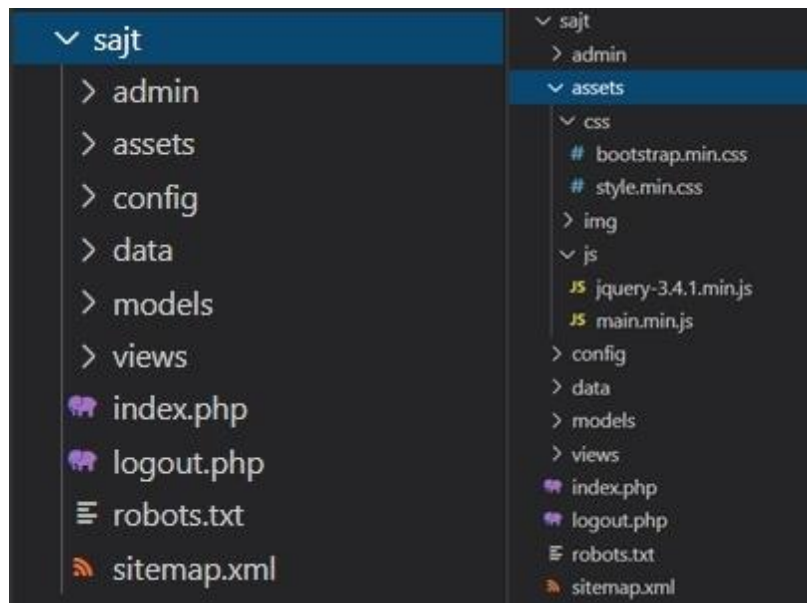 sajt
admin
assets
config
data
models
views
index.php
logout.php
robots.txt
sitemap.xml
sajt
admin
assets
css
# bootstrap.min.css
# style.min.css
img
js
JS jquery-3.4.1.min.js
JS main.min.js
config
data
models
views
index.php
logout.php
robots.txt
sitemap.xml